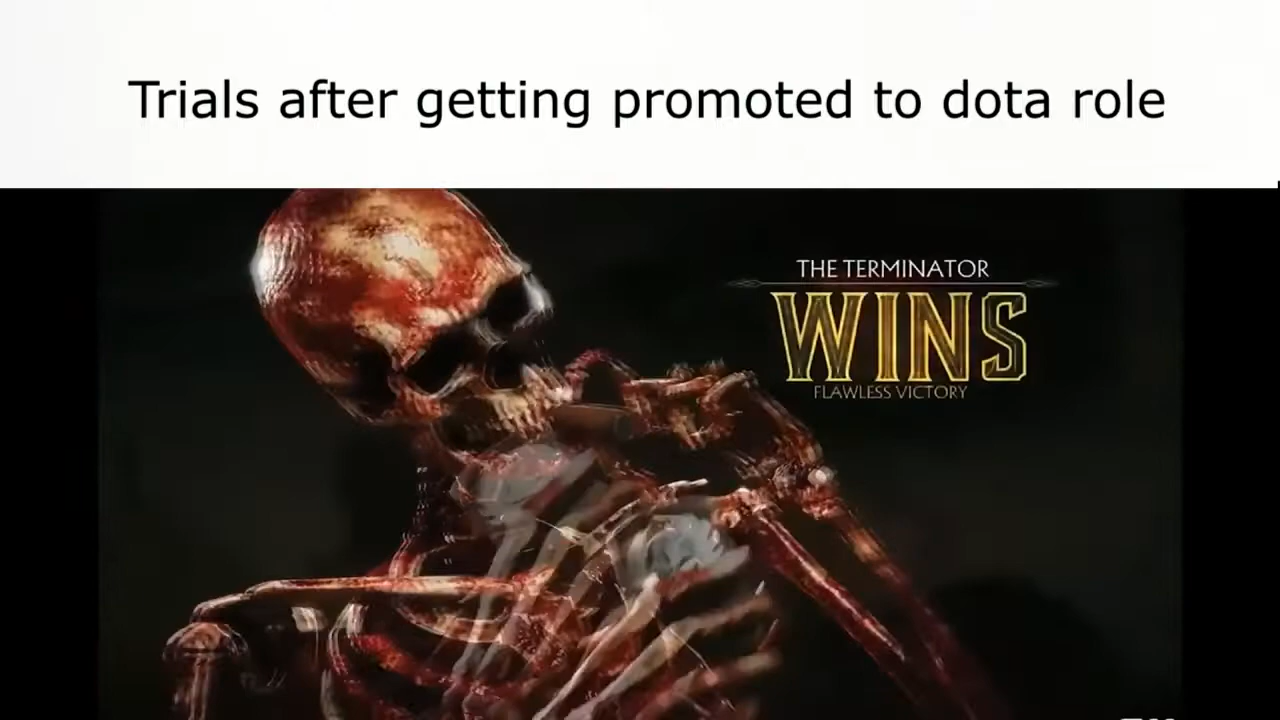 Trials after getting promoted to dota role
THE TERMINATOR
WINS
FLAWLESS VICTORY